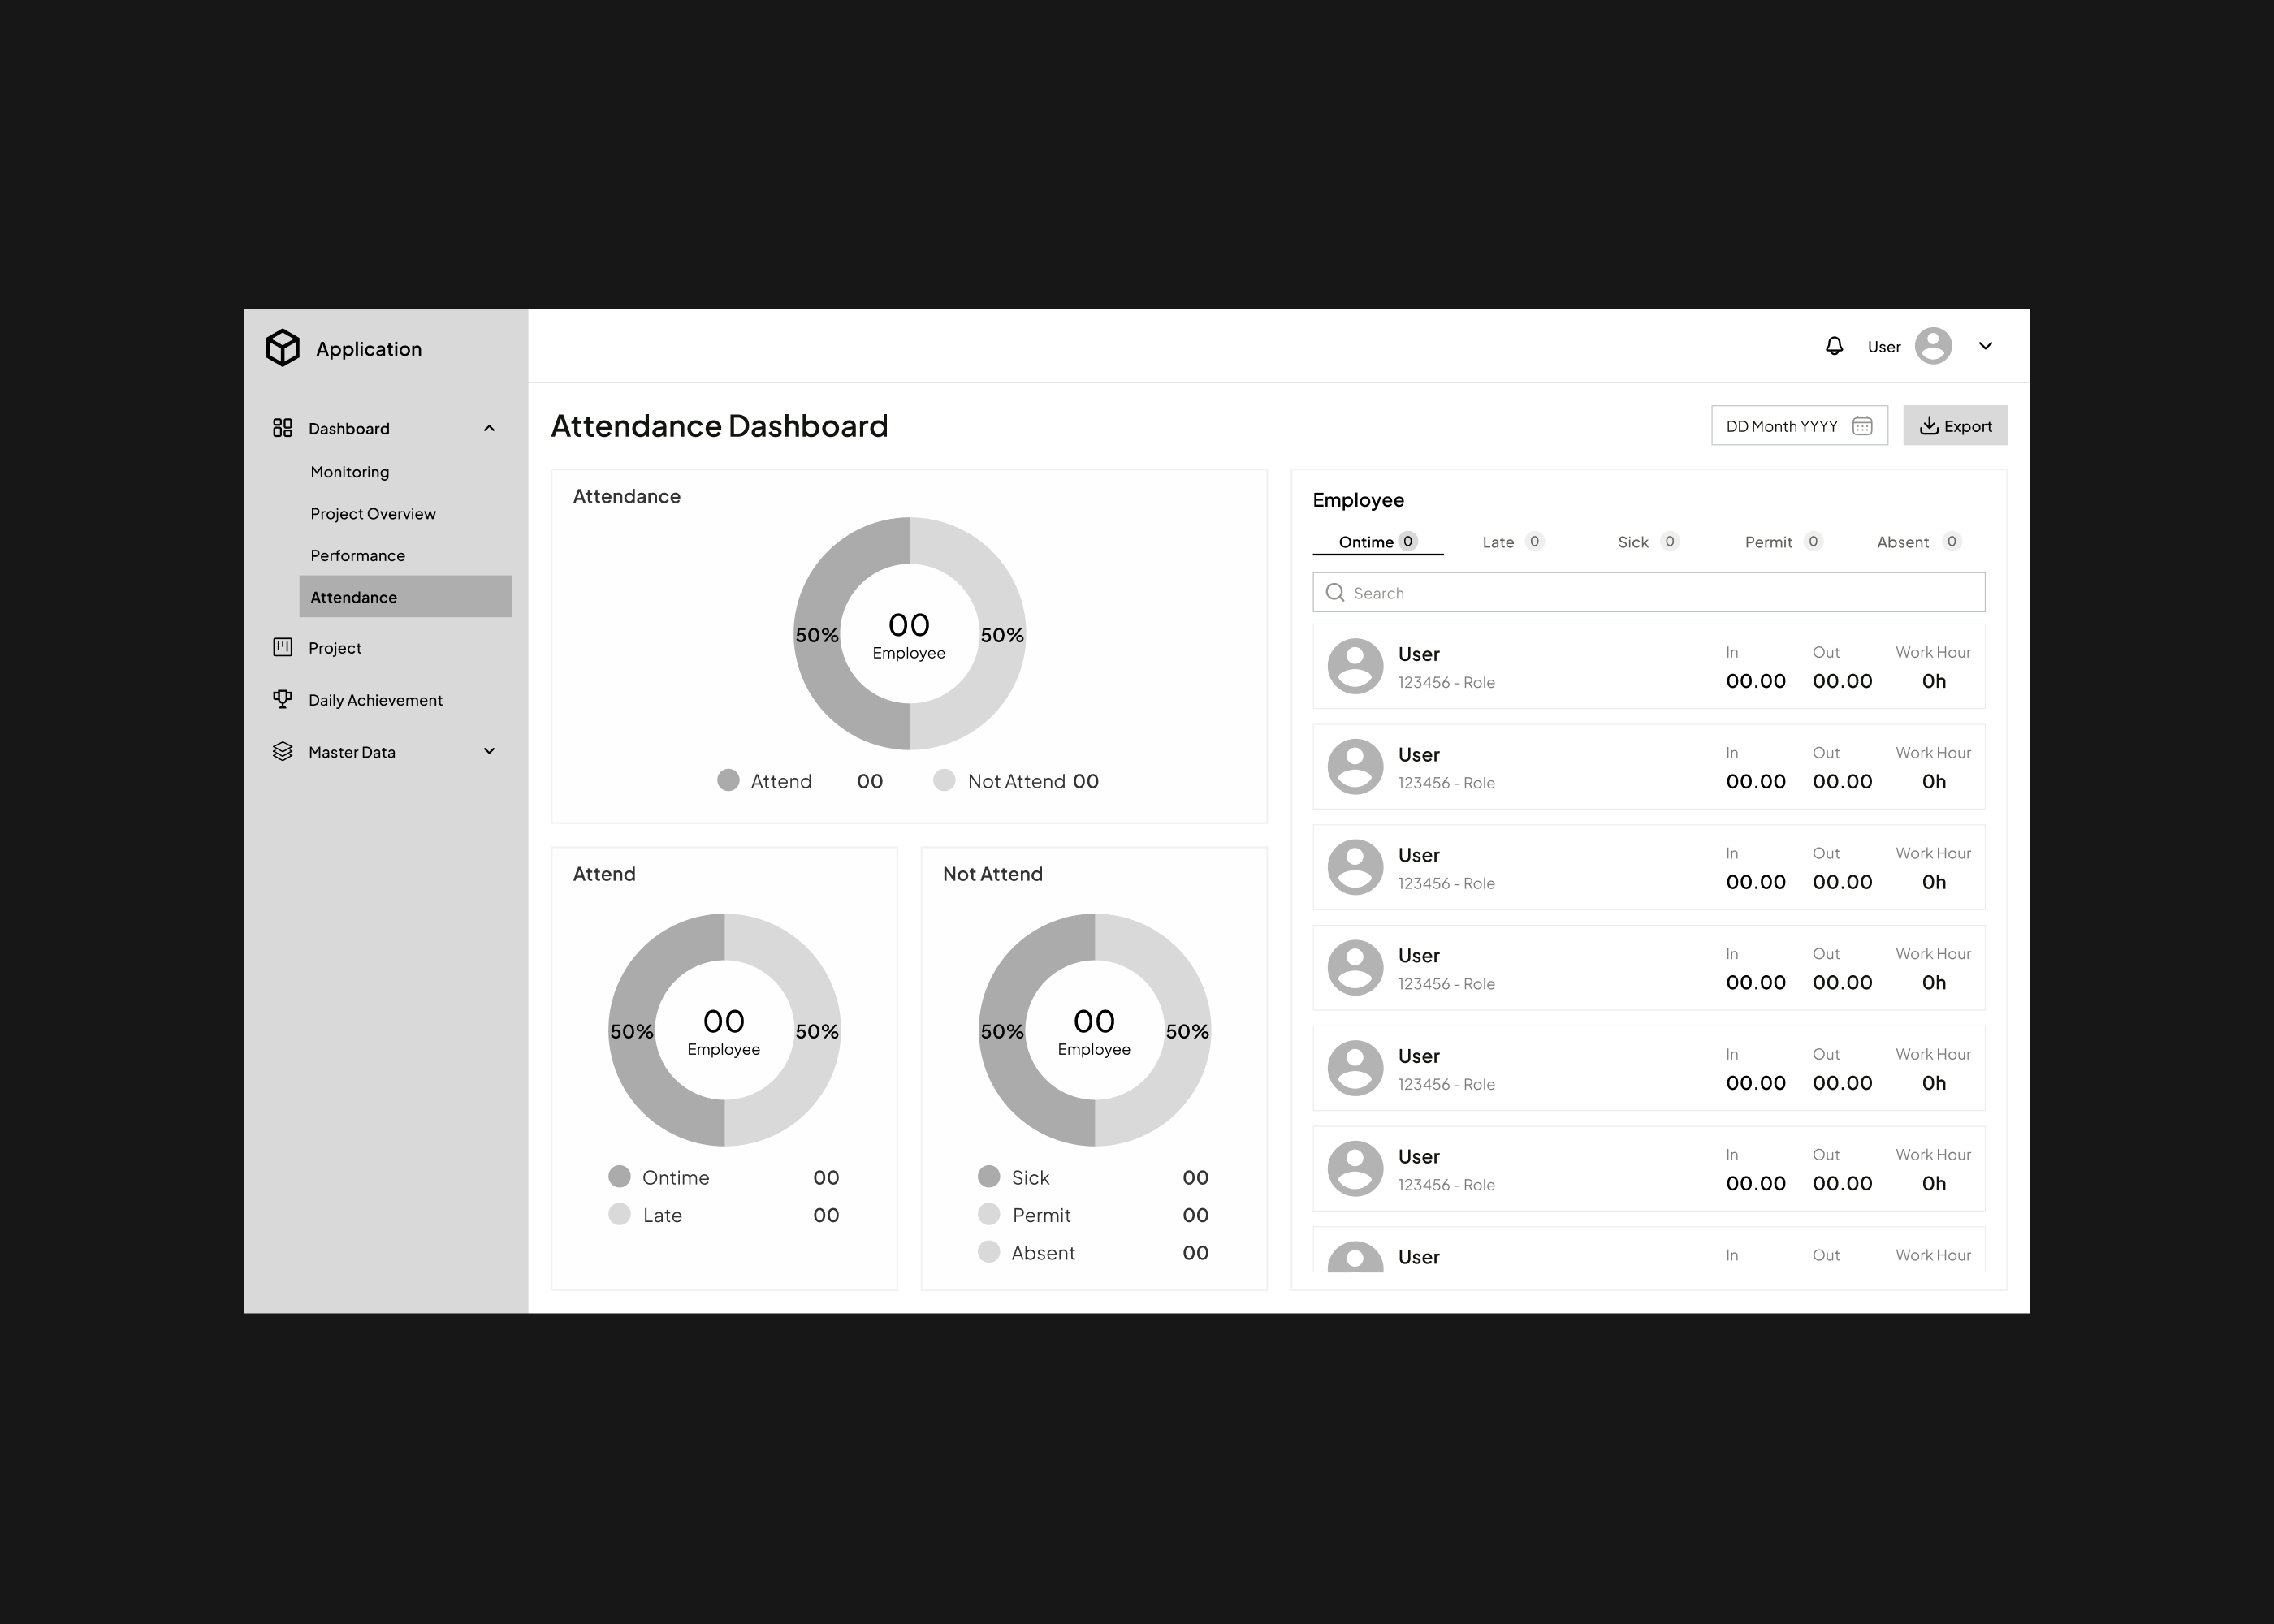 Application
Dashboard
Monitoring
Project Overview
Performance
Attendance
Project
Daily Achievement
Master Data
User
Attendance Dashboard
DD Month YYYY
Export
Attendance
50%
00
Employee
50%
Attend 00
Not Attend 00
Attend
50%
00
Employee
50%
Ontime 00
Late 00
Not Attend
50%
00
Employee
50%
Sick 00
Permit 00
Absent 00
Employee
Ontime 0 Late 0 Sick 0 Permit 0 Absent 0
Search
User In Out Work Hour
123456 - Role 00.00 00.00 0h
User In Out Work Hour
123456 - Role 00.00 00.00 0h
User In Out Work Hour
123456 - Role 00.00 00.00 0h
User In Out Work Hour
123456 - Role 00.00 00.00 0h
User In Out Work Hour
123456 - Role 00.00 00.00 0h
User In Out Work Hour
123456 - Role 00.00 00.00 0h
User In Out Work Hour